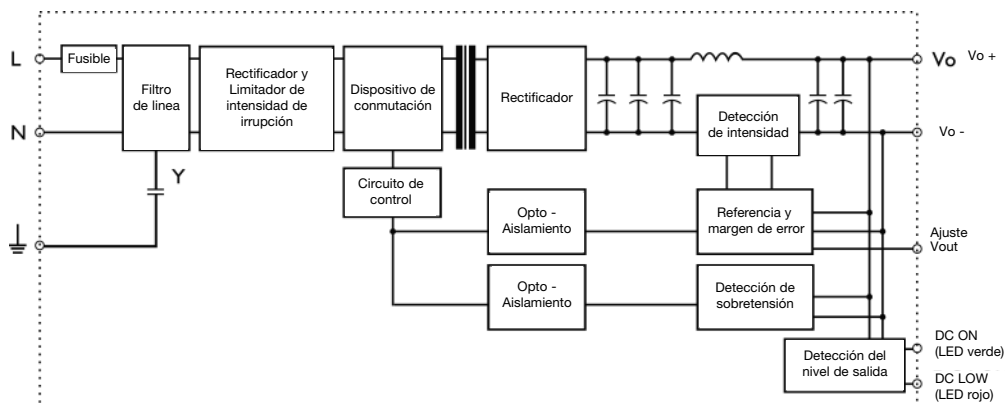 L
Fusible
Filtro
de linea
Rectificador y
Limitador de
intensidad de
irrupción
Dispositivo de
conmutación
Rectificador
Vo
Vo +
N
Detección
de intensidad
Vo -
Y
Circuito de
control
Opto -
Aislamiento
Referencia y
margen de error
Ajuste
Vout
Opto -
Aislamiento
Detección de
sobretensión
Detección del
nivel de salida
DC ON
(LED verde)
DC LOW
(LED rojo)